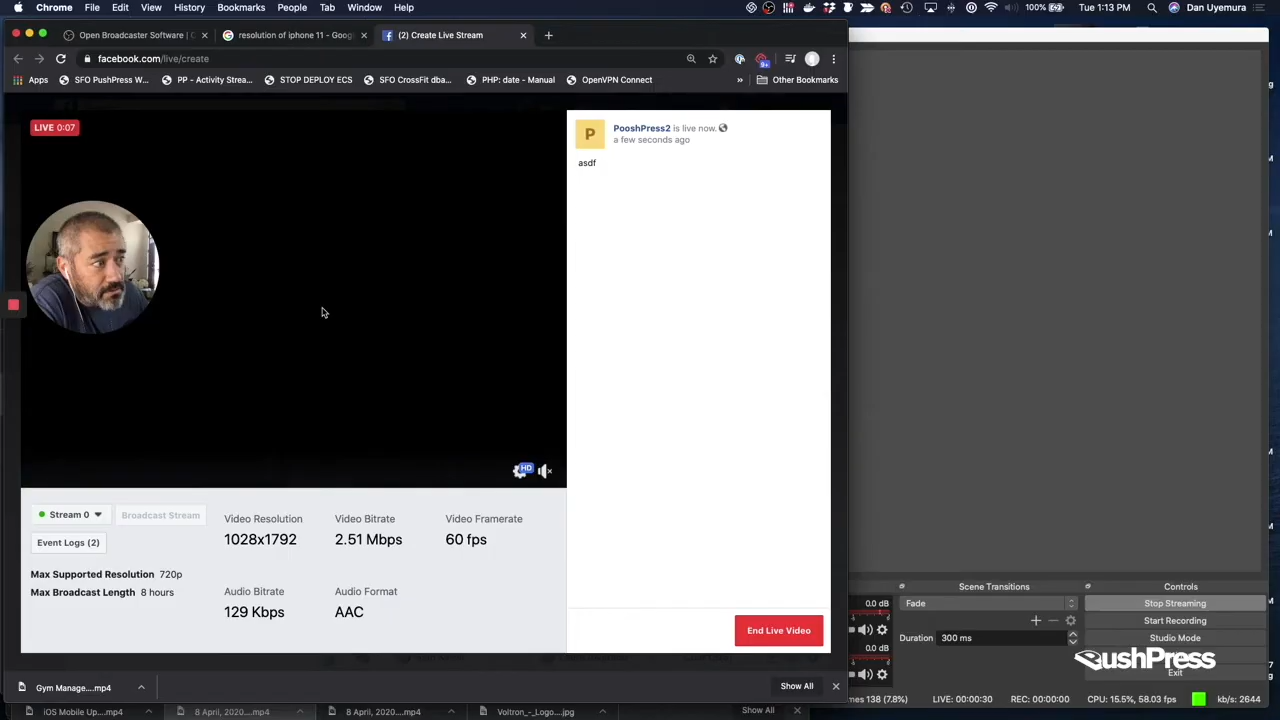 Chrome File Edit View History Bookmarks People Tab Window Help
100% Tue 1:13 PM Dan Uyemura
Open Broadcaster Software | O
resolution of iphone 11 - Googl
(2) Create Live Stream
facebook.com/live/create
9+
Apps SFO PushPress W... PP - Activity Strea... STOP DEPLOY ECS SFO CrossFit dba... PHP: date - Manual OpenVPN Connect » Other Bookmarks
LIVE 0:07
P
PooshPress2 is live now.
a few seconds ago
asdf
HD
Stream 0
Broadcast Stream
Event Logs (2)
Max Supported Resolution 720p
Max Broadcast Length 8 hours
Video Resolution
1028x1792
Video Bitrate
2.51 Mbps
Video Framerate
60 fps
Audio Bitrate
129 Kbps
Audio Format
AAC
End Live Video
Gym Manage....mp4
Show All
iOS Mobile Up....mp4
8 April, 2020....mp4
8 April, 2020....mp4
Voltron_-_Logo....jpg
Show All
0.0 dB
0.0 dB
Scene Transitions
Fade
Duration 300 ms
Controls
Stop Streaming
Start Recording
Studio Mode
PushPress
Exit
mes 138 (7.8%) LIVE: 00:00:30 REC: 00:00:00 CPU: 15.5%, 58.03 fps kb/s: 2644